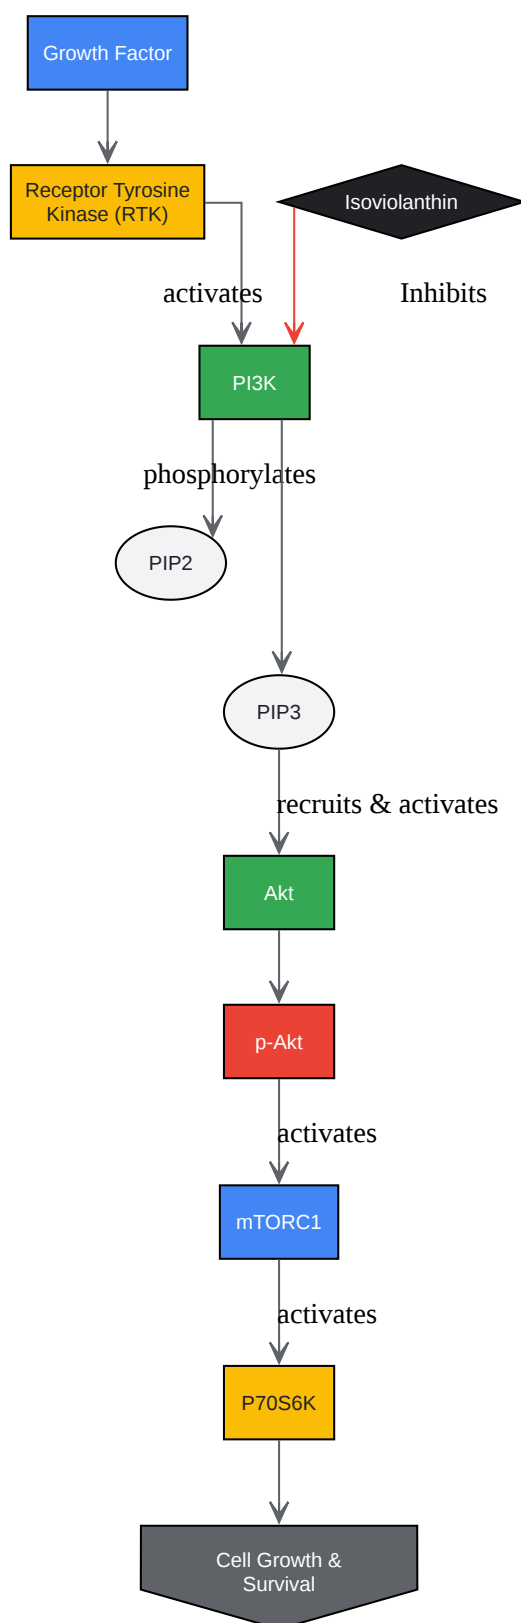 Growth Factor
Receptor Tyrosine
Kinase (RTK)
Isoviolanthin
activates
Inhibits
PI3K
phosphorylates
PIP2
PIP3
recruits & activates
Akt
p-Akt
activates
mTORC1
activates
P70S6K
Cell Growth &
Survival